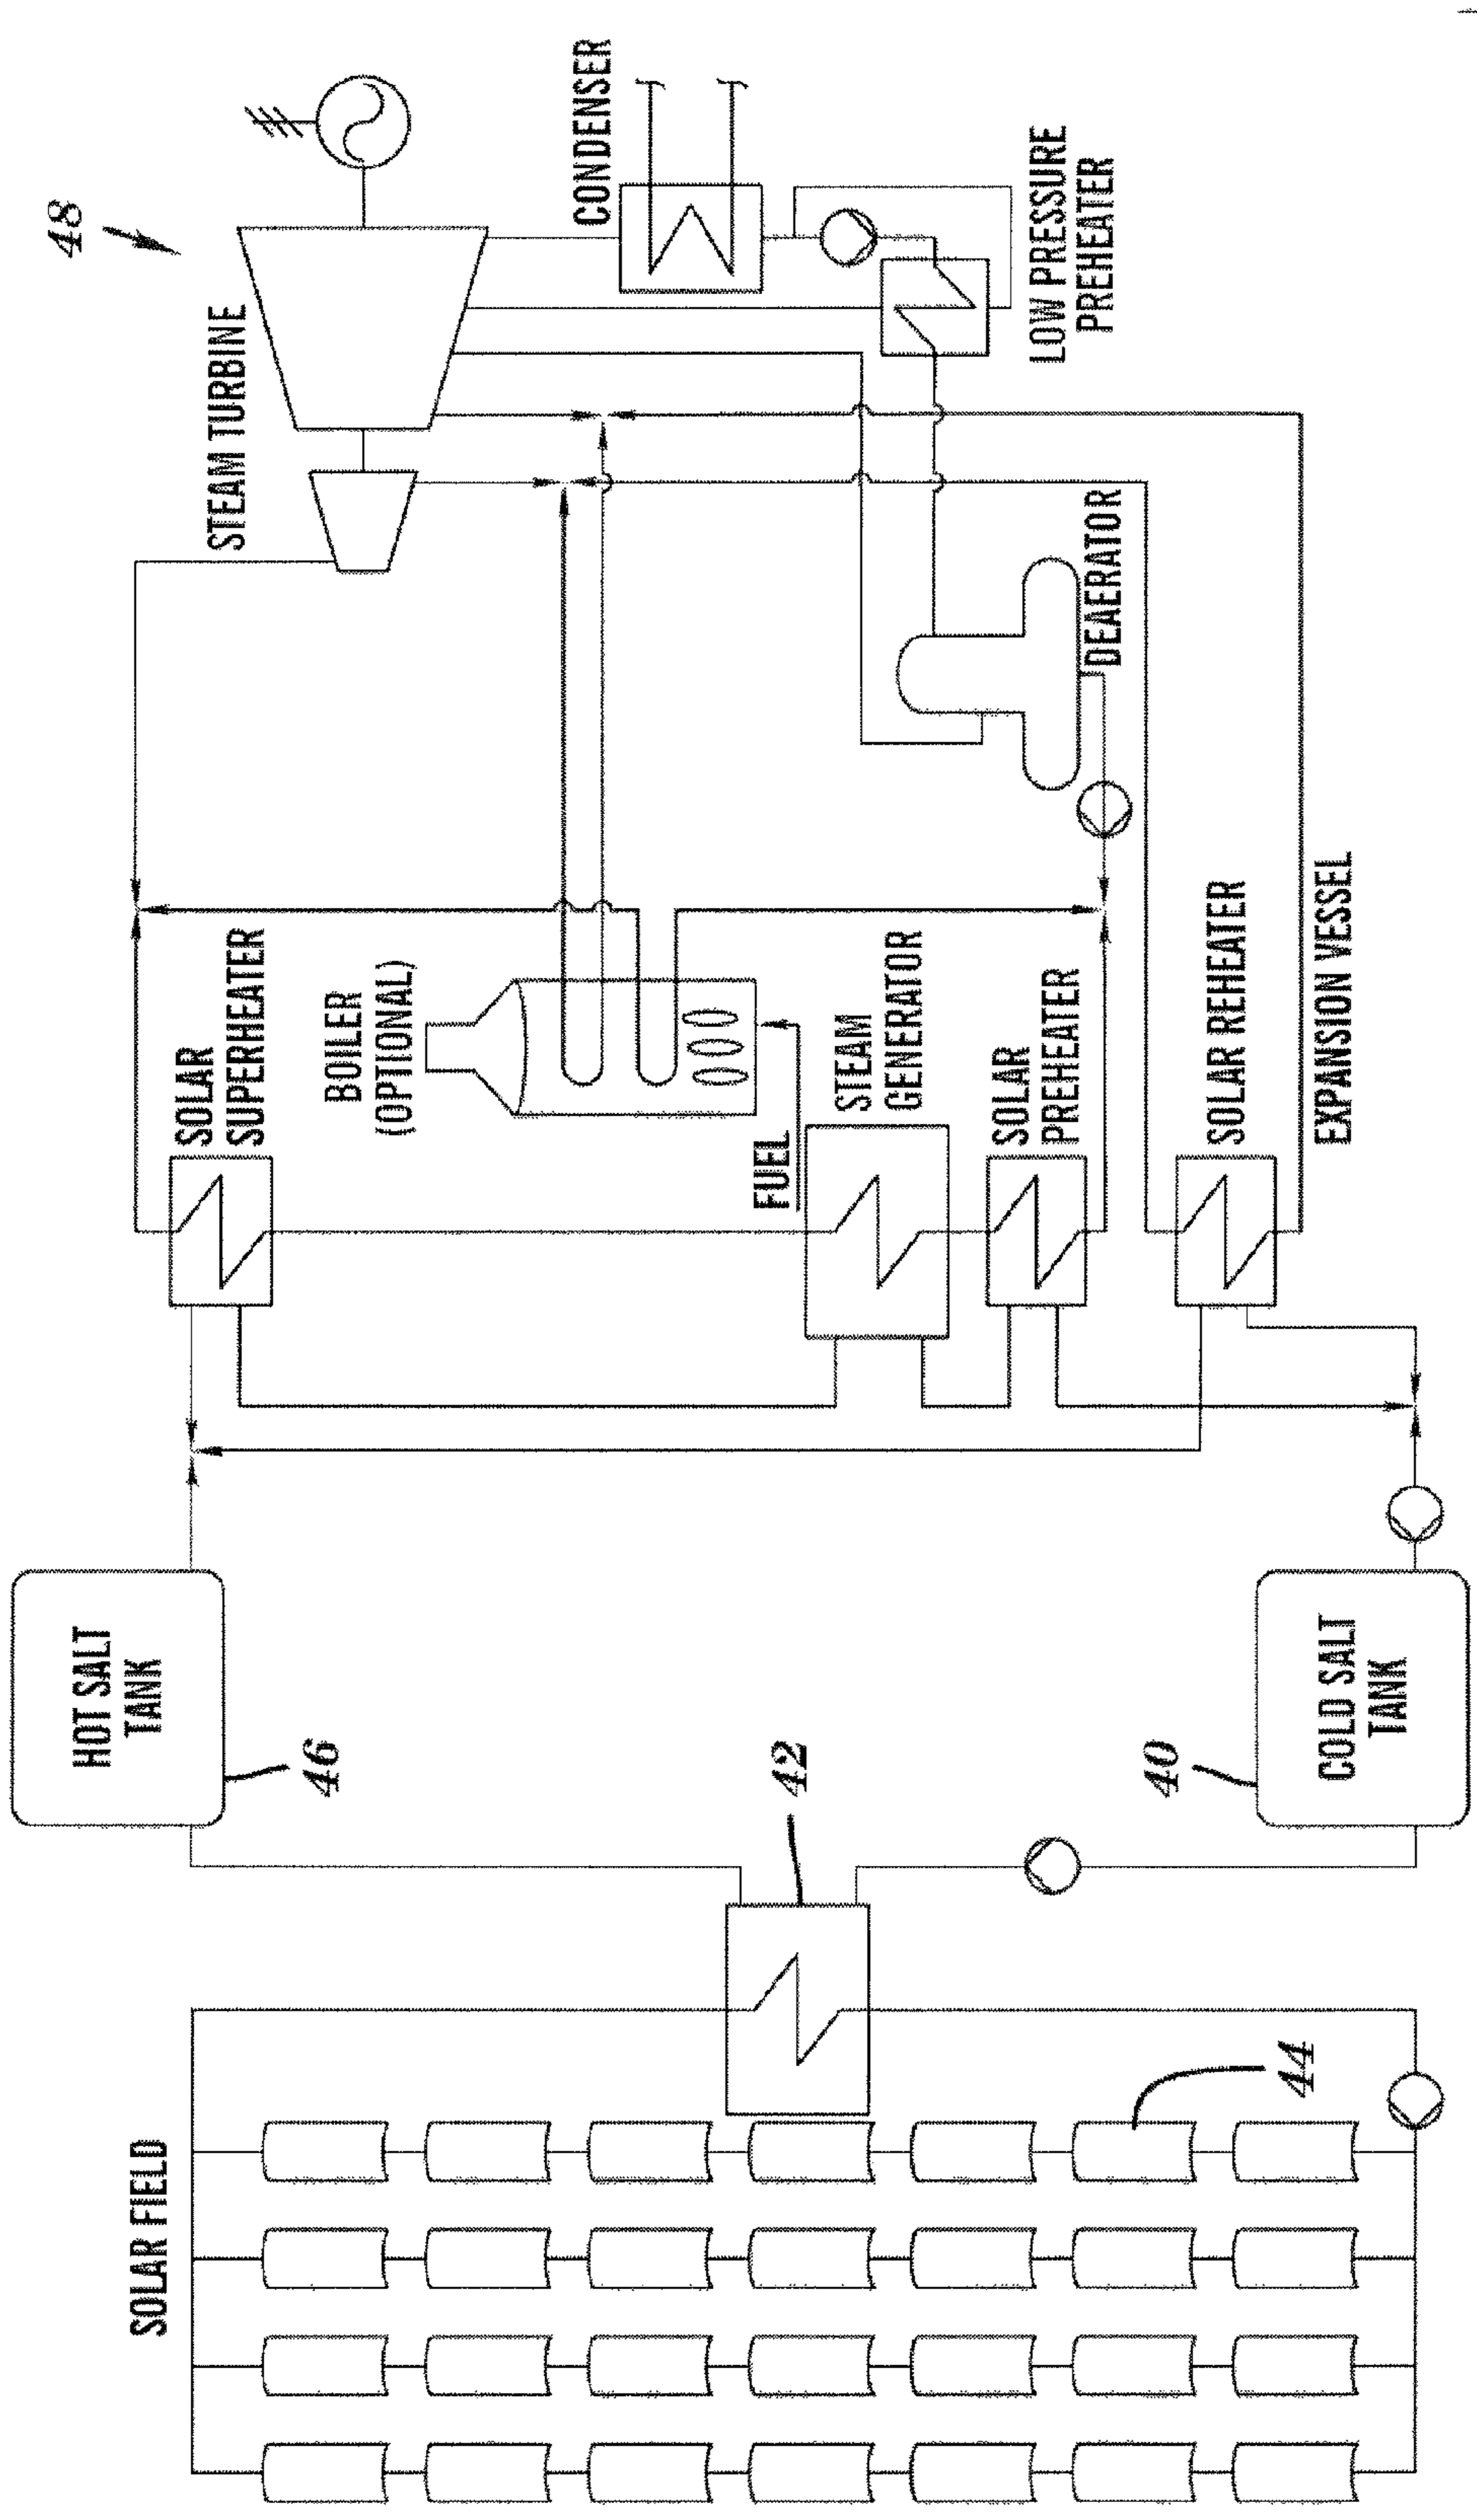 SOLAR FIELD
HOT SALT
TANK
46
42
44
40
COLD SALT
TANK
SOLAR
SUPERHEATER
BOILER
(OPTIONAL)
FUEL
STEAM
GENERATOR
SOLAR
PREHEATER
SOLAR REHEATER
EXPANSION VESSEL
STEAM TURBINE
48
CONDENSER
LOW PRESSURE
PREHEATER
DEAERATOR